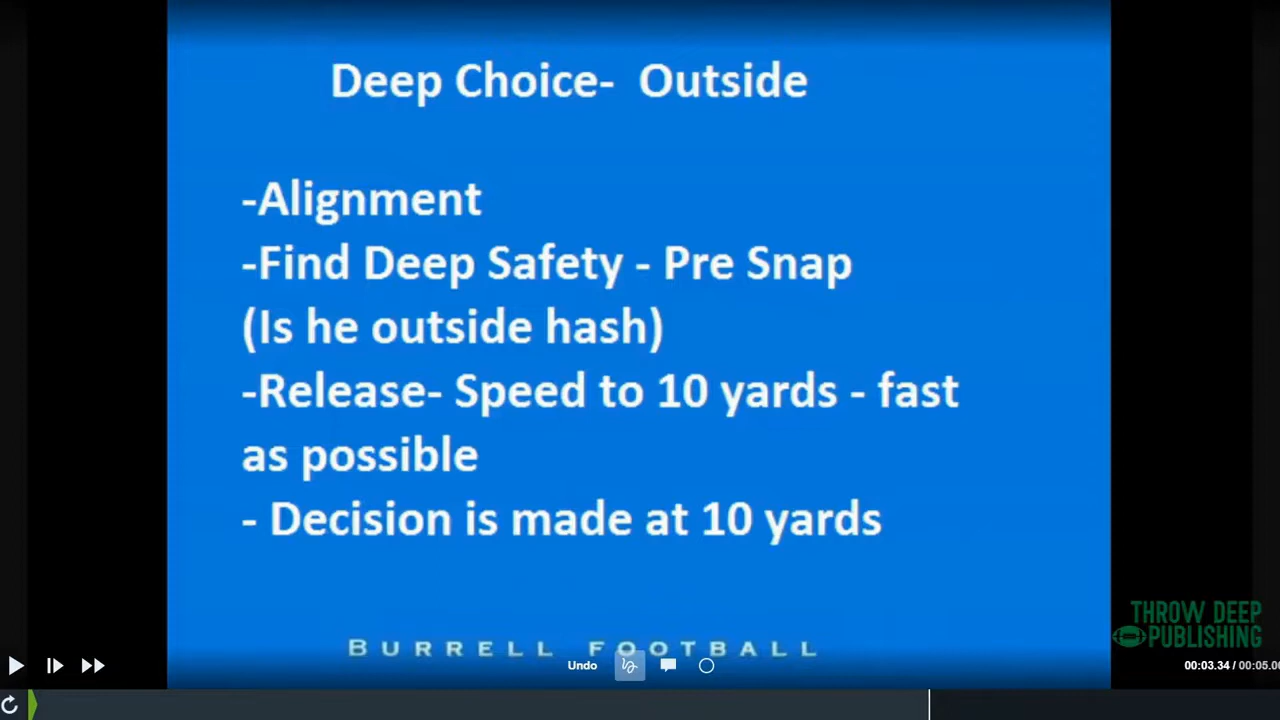 Deep Choice-  Outside
-Alignment
-Find Deep Safety - Pre Snap
(Is he outside hash)
-Release- Speed to 10 yards - fast
as possible
- Decision is made at 10 yards
BURRELL FOOTBALL
THROW DEEP
PUBLISHING
Undo
00:03.34 / 00:05.00